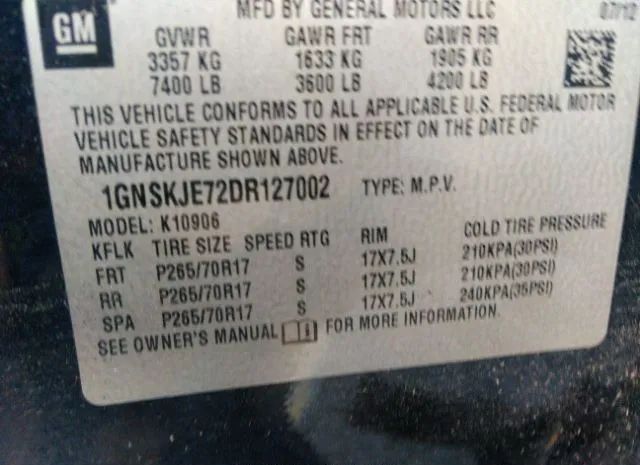 MFD BY GENERAL MOTORS LLC 07/12
GM
GVWR GAWR FRT GAWR RR
3357 KG 1633 KG 1905 KG
7400 LB 3600 LB 4200 LB
THIS VEHICLE CONFORMS TO ALL APPLICABLE U.S. FEDERAL MOTOR
VEHICLE SAFETY STANDARDS IN EFFECT ON THE DATE OF
MANUFACTURE SHOWN ABOVE.
1GNSKJE72DR127002 TYPE: M.P.V.
MODEL: K10906
KFLK TIRE SIZE SPEED RTG RIM COLD TIRE PRESSURE
FRT P265/70R17 S 17X7.5J 210KPA(30PSI)
RR P265/70R17 S 17X7.5J 210KPA(30PSI)
SPA P265/70R17 S 17X7.5J 240KPA(35PSI)
SEE OWNER'S MANUAL FOR MORE INFORMATION.